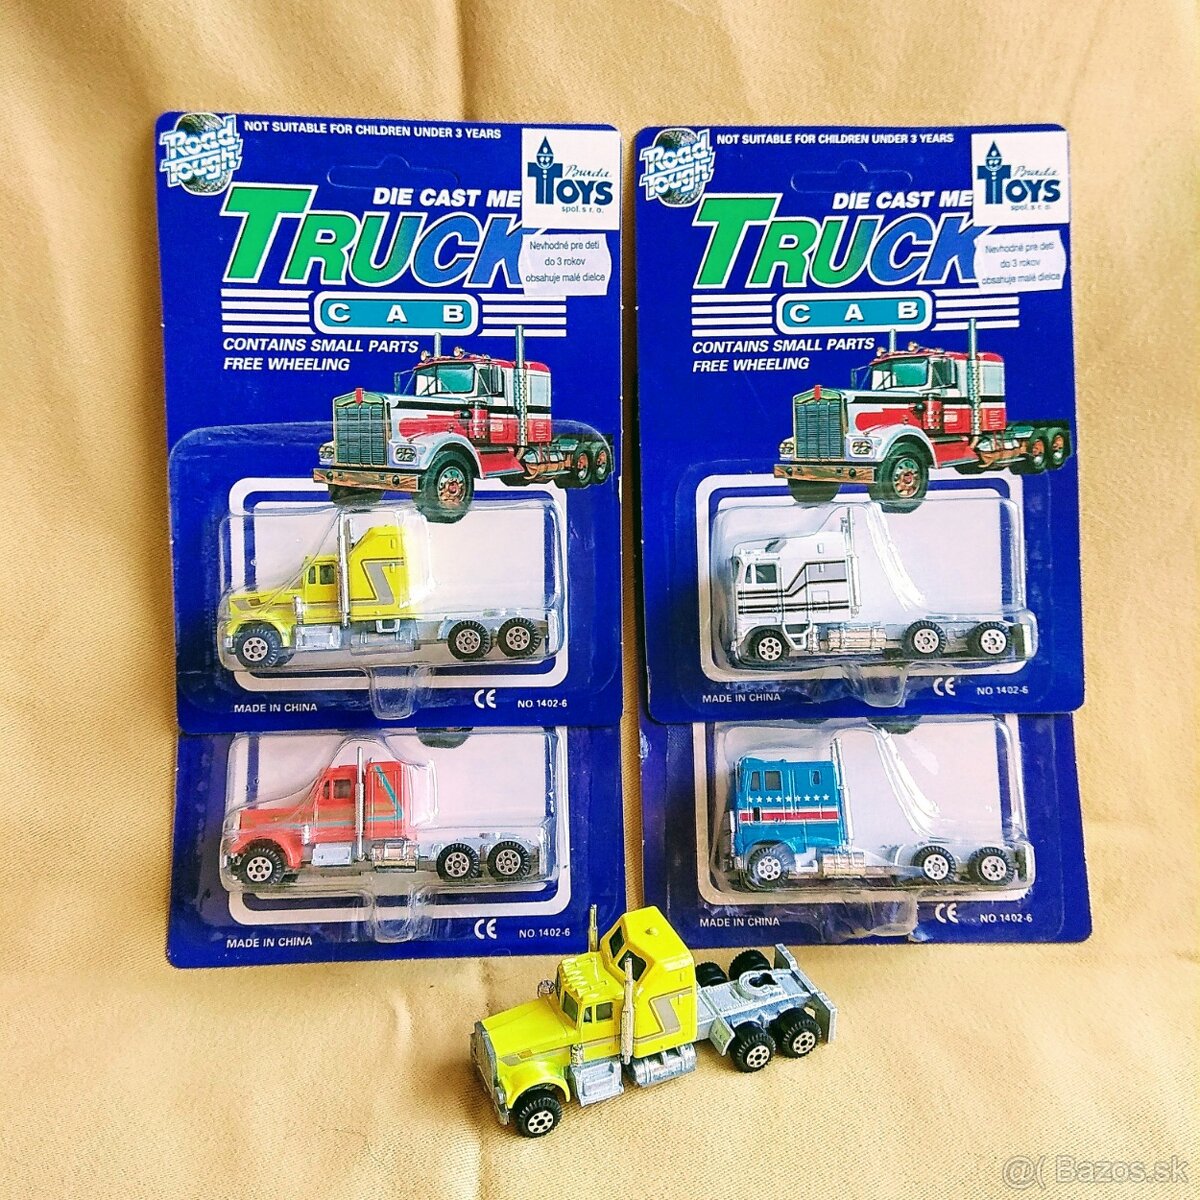 Road
Tough
NOT SUITABLE FOR CHILDREN UNDER 3 YEARS
Bunda
TOYS
spol. s r. o.
DIE CAST ME
TRUCK
Nevhodné pre deti
do 3 rokov
obsahuje malé dielce
CAB
CONTAINS SMALL PARTS
FREE WHEELING
MADE IN CHINA
CE
NO.1402-6
Road
Tough
NOT SUITABLE FOR CHILDREN UNDER 3 YEARS
Bunda
TOYS
spol. s r. o.
DIE CAST ME
TRUCK
Nevhodné pre deti
do 3 rokov
obsahuje malé dielce
CAB
CONTAINS SMALL PARTS
FREE WHEELING
MADE IN CHINA
CE
NO.1402-6
MADE IN CHINA
CE
NO.1402-6
MADE IN CHINA
CE
NO.1402-6
@( Bazos.sk